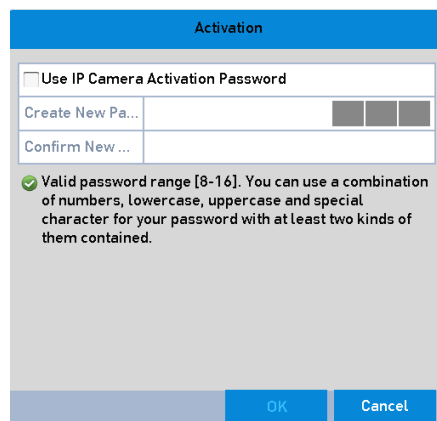 Activation
Use IP Camera Activation Password
Create New Pa...
Confirm New ...
Valid password range [8-16]. You can use a combination
of numbers, lowercase, uppercase and special
character for your password with at least two kinds of
them contained.
OK Cancel